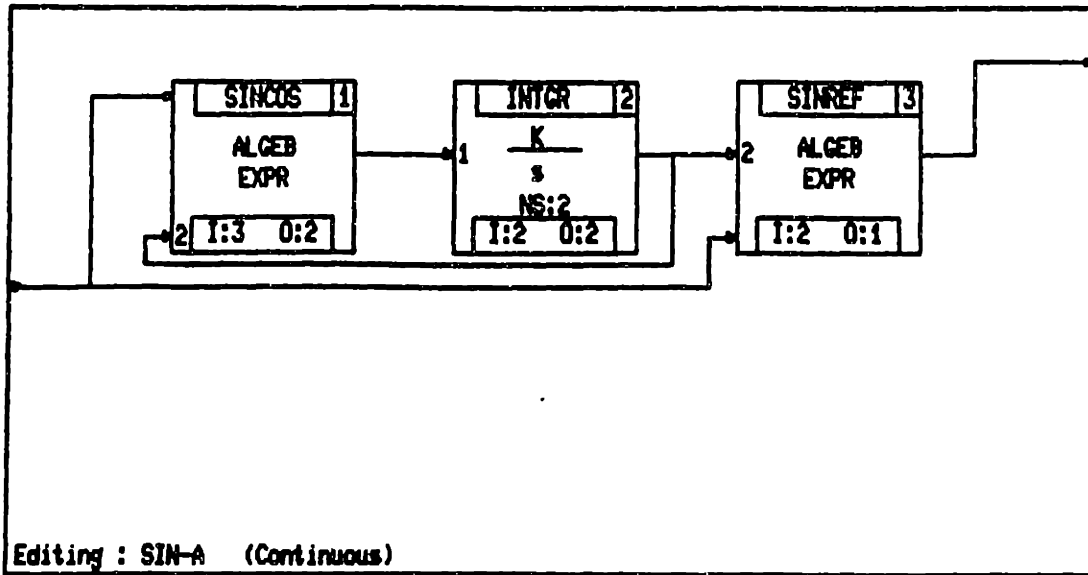 SINCOS 1
ALGEB
EXPR
2 I:3 O:2
INTGR 2
1
K
s
NS:2
I:2 O:2
SINREF 3
2 ALGEB
EXPR
I:2 O:1
Editing : SIN-A (Continuous)